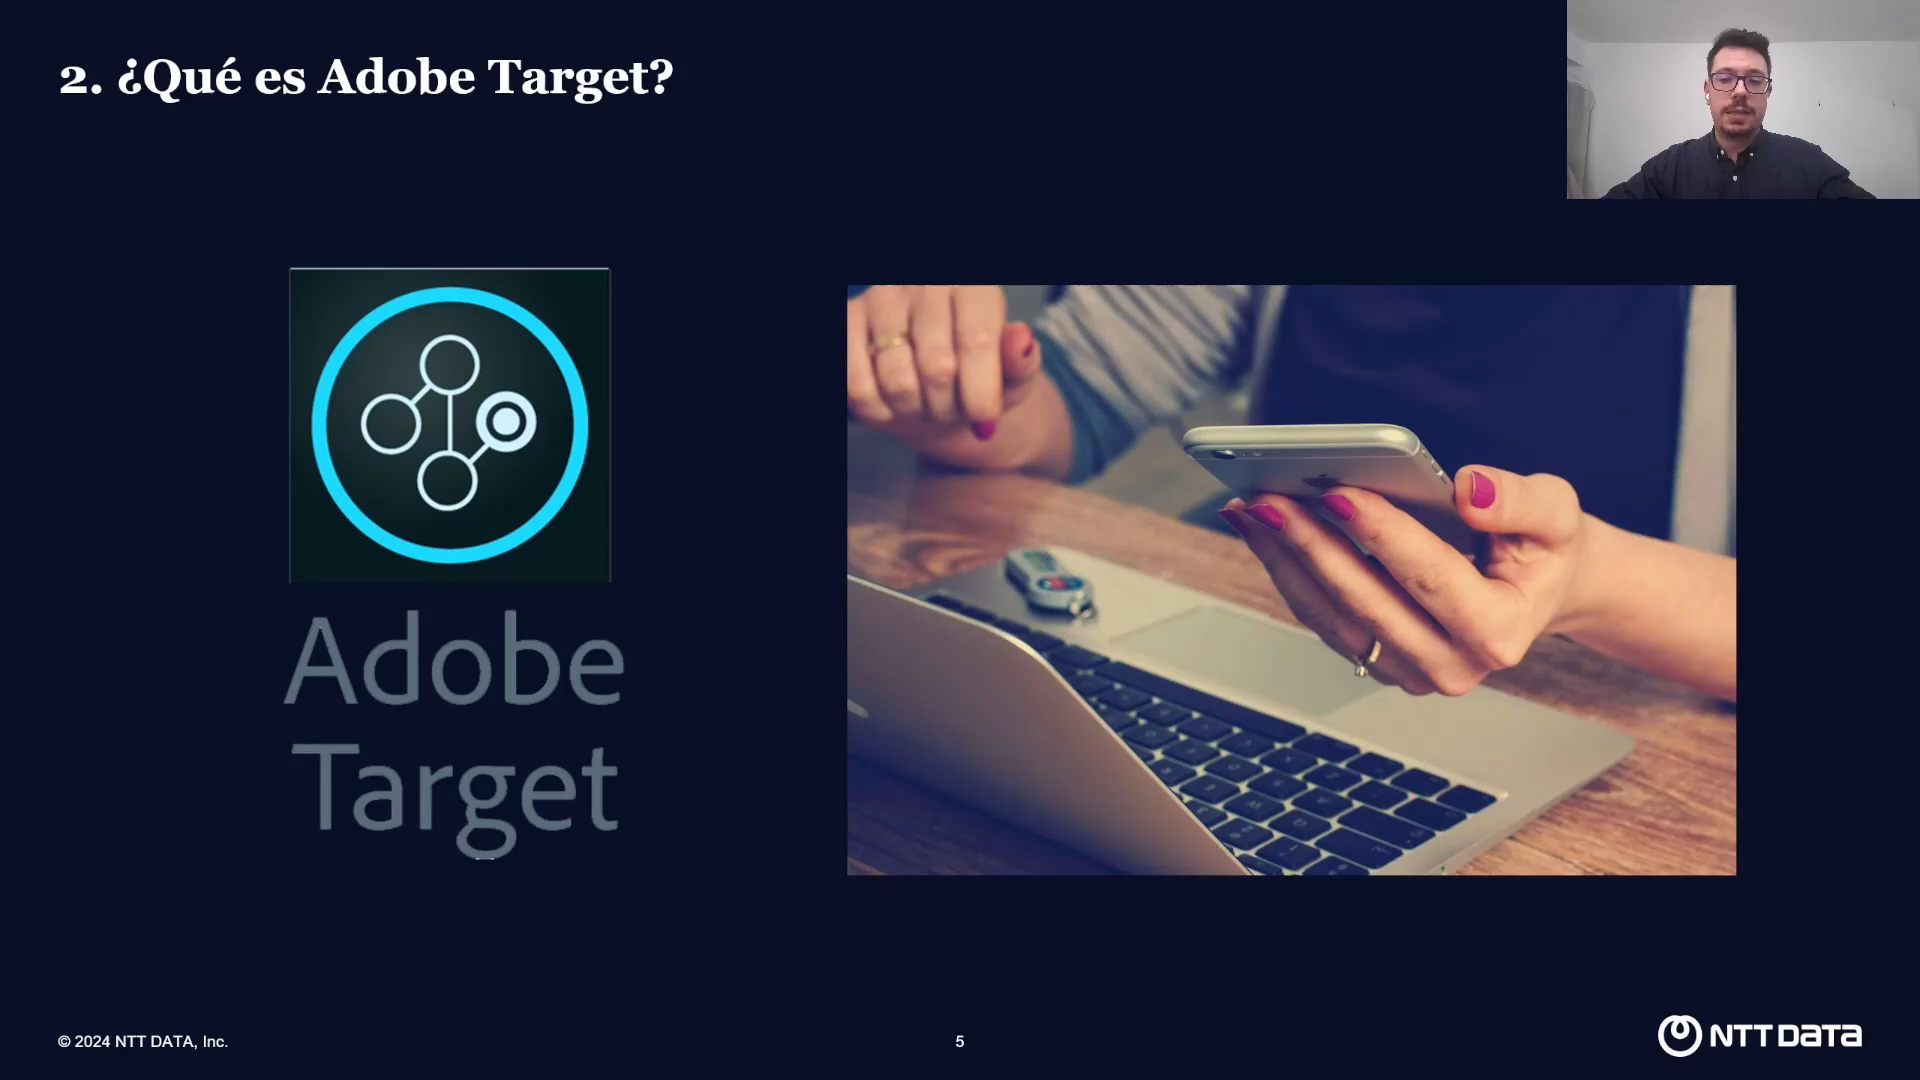 2. ¿Qué es Adobe Target?
Adobe
Target
© 2024 NTT DATA, Inc.
5
NTT DATA